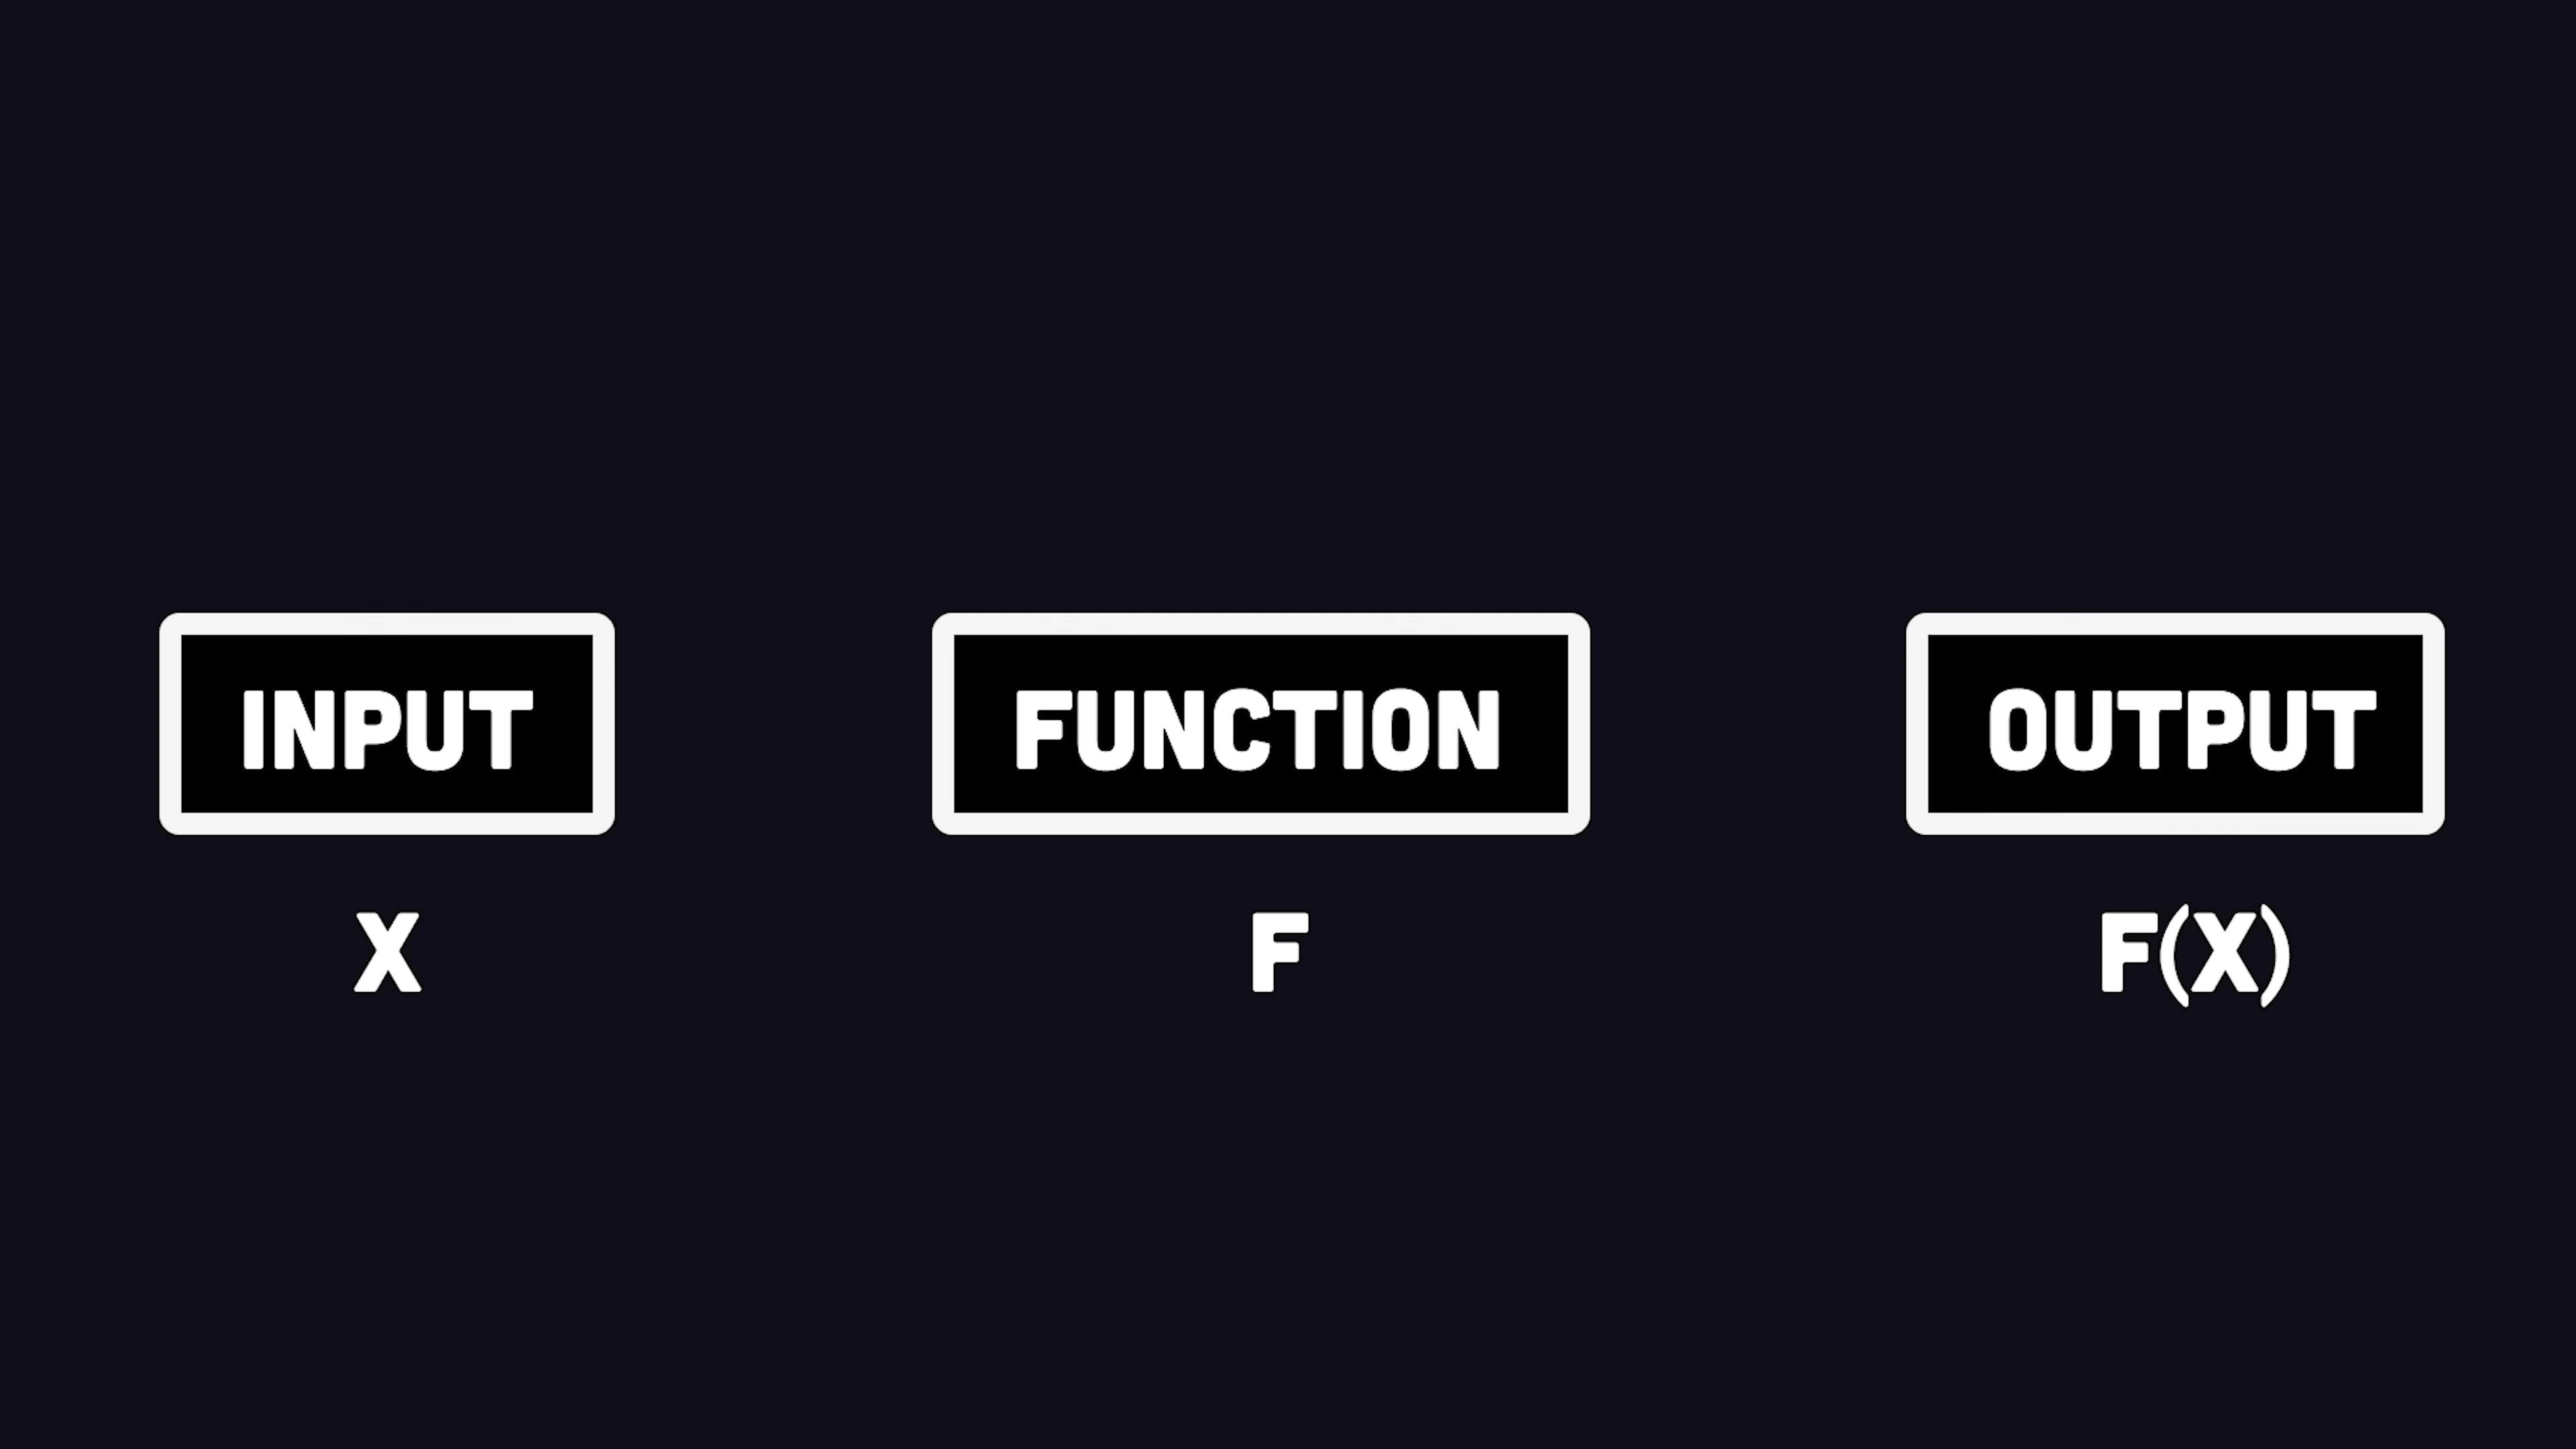 INPUT
FUNCTION
OUTPUT
X
F
F(X)